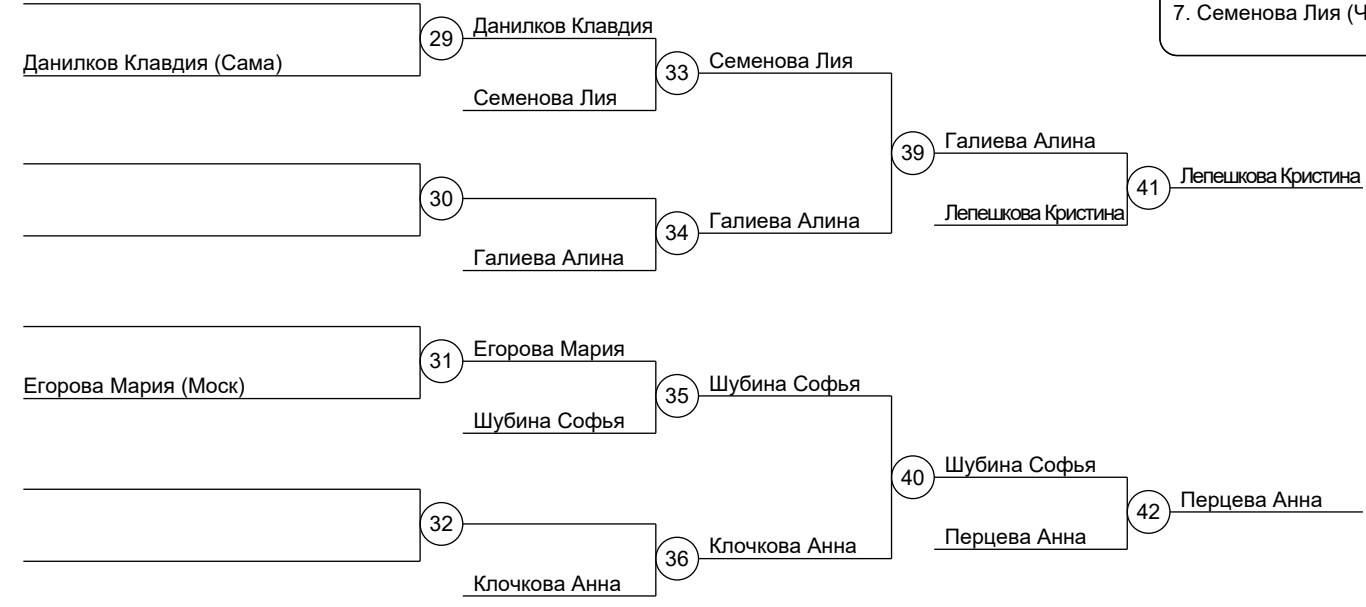 7. Семенова Лия (Ч
Данилков Клавдия (Сама)
29
Данилков Клавдия
Семенова Лия
33
Семенова Лия
30
Галиева Алина
34
Галиева Алина
39
Галиева Алина
Лепешкова Кристина
41
Лепешкова Кристина
Егорова Мария (Моск)
31
Егорова Мария
Шубина Софья
35
Шубина Софья
32
Клочкова Анна
36
Клочкова Анна
40
Шубина Софья
Перцева Анна
42
Перцева Анна